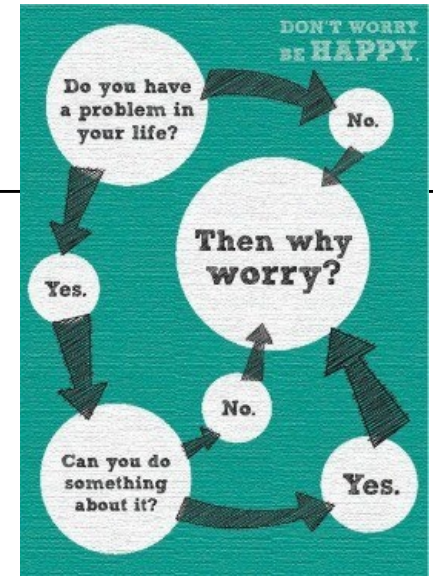 DON'T WORRY
BE HAPPY.
Do you have
a problem in
your life?
No.
Then why
worry?
Yes.
No.
Can you do
something
about it?
Yes.